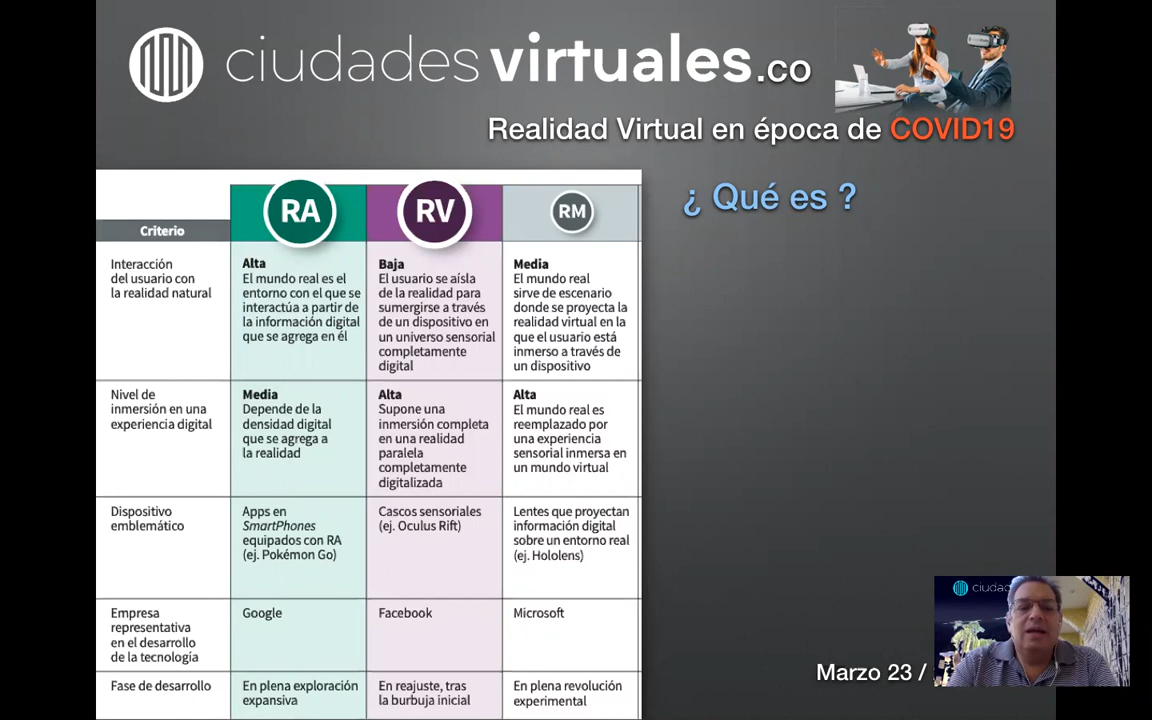 ciudades virtuales.co
Realidad Virtual en época de COVID19
¿ Qué es ?
Criterio
RA
RV
RM
Interacción
del usuario con
la realidad natural
Alta
El mundo real es el
entorno con el que se
interactúa a partir de
la información digital
que se agrega en él
Baja
El usuario se aísla
de la realidad para
sumergirse a través
de un dispositivo en
un universo sensorial
completamente
digital
Media
El mundo real
sirve de escenario
donde se proyecta la
realidad virtual en la
que el usuario está
inmerso a través de
un dispositivo
Nivel de
inmersión en una
experiencia digital
Media
Depende de la
densidad digital
que se agrega a
la realidad
Alta
Supone una
inmersión completa
en una realidad
paralela
completamente
digitalizada
Alta
El mundo real es
reemplazado por
una experiencia
sensorial inmersa en
un mundo virtual
Dispositivo
emblemático
Apps en
SmartPhones
equipados con RA
(ej. Pokémon Go)
Cascos sensoriales
(ej. Oculus Rift)
Lentes que proyectan
información digital
sobre un entorno real
(ej. Hololens)
Empresa
representativa
en el desarrollo
de la tecnología
Google
Facebook
Microsoft
Fase de desarrollo
En plena exploración
expansiva
En reajuste, tras
la burbuja inicial
En plena revolución
experimental
Marzo 23 /